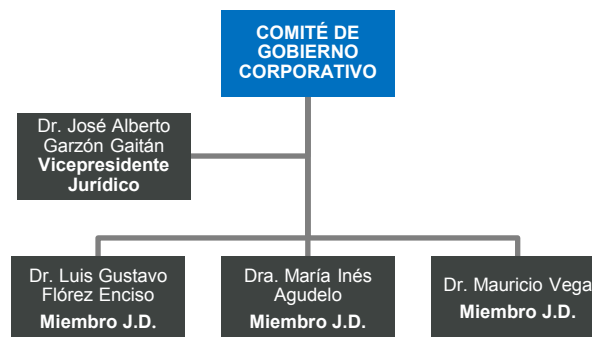 COMITÉ DE
GOBIERNO
CORPORATIVO
Dr. José Alberto
Garzón Gaitán
Vicepresidente
Jurídico
Dr. Luis Gustavo
Flórez Enciso
Miembro J.D.
Dra. María Inés
Agudelo
Miembro J.D.
Dr. Mauricio Vega
Miembro J.D.